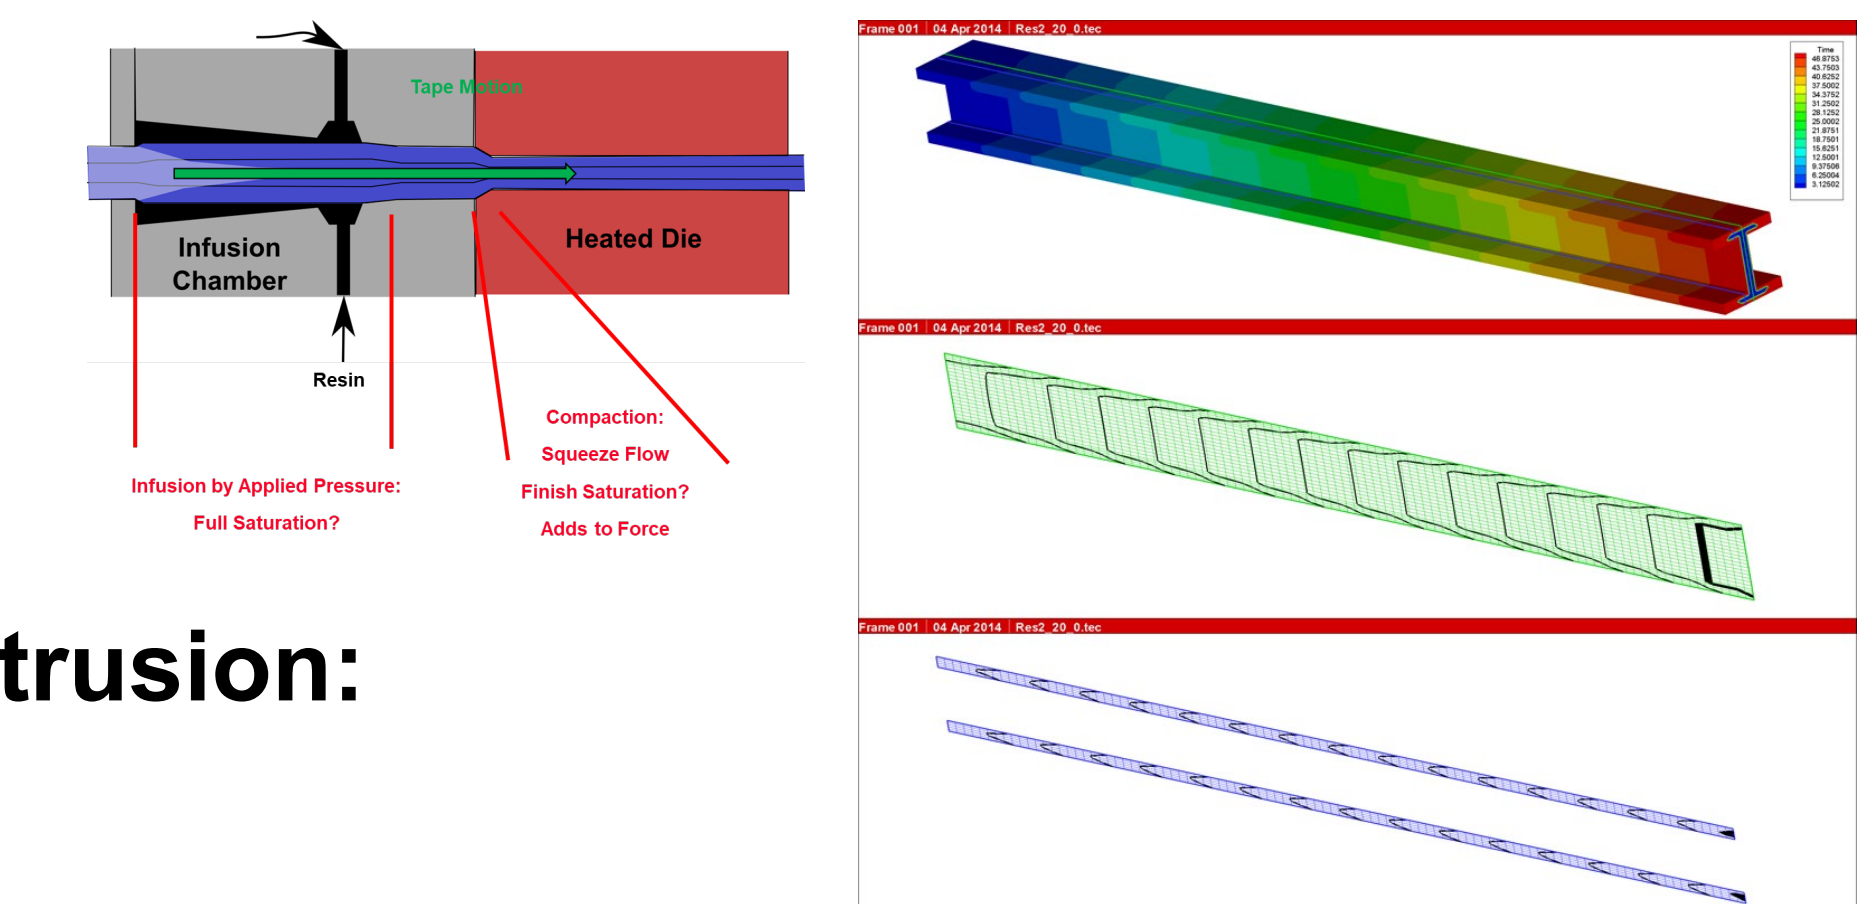 Tape Motion
Infusion
Chamber
Heated Die
Resin
Compaction:
Squeeze Flow
Finish Saturation?
Adds to Force
Infusion by Applied Pressure:
Full Saturation?
trusion:
Frame 001 | 04 Apr 2014 | Res2_20_0.tec
Time
46.8753
43.7503
40.6252
37.5002
34.3752
31.2502
28.1252
25.0002
21.8751
18.7501
15.6251
12.5001
9.37506
6.25004
3.12502
Frame 001 | 04 Apr 2014 | Res2_20_0.tec
Frame 001 | 04 Apr 2014 | Res2_20_0.tec